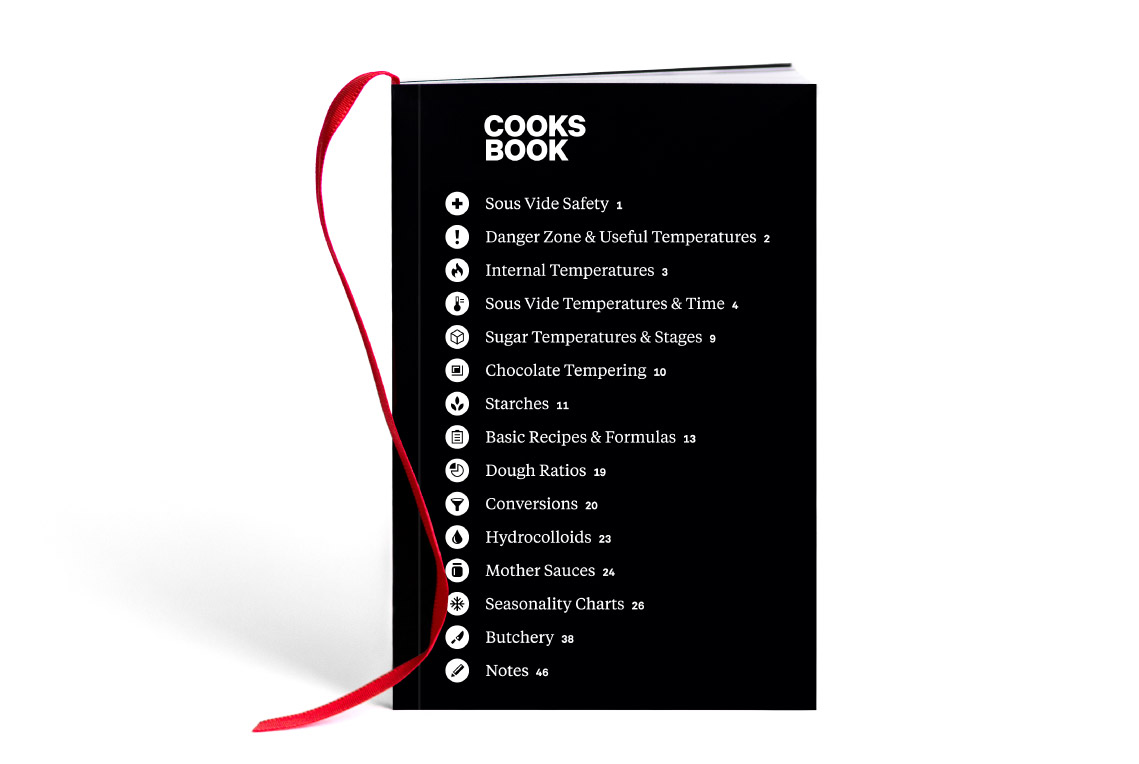 COOKS
BOOK
Sous Vide Safety 1
Danger Zone & Useful Temperatures 2
Internal Temperatures 3
Sous Vide Temperatures & Time 4
Sugar Temperatures & Stages 9
Chocolate Tempering 10
Starches 11
Basic Recipes & Formulas 13
Dough Ratios 19
Conversions 20
Hydrocolloids 23
Mother Sauces 24
Seasonality Charts 26
Butchery 38
Notes 46